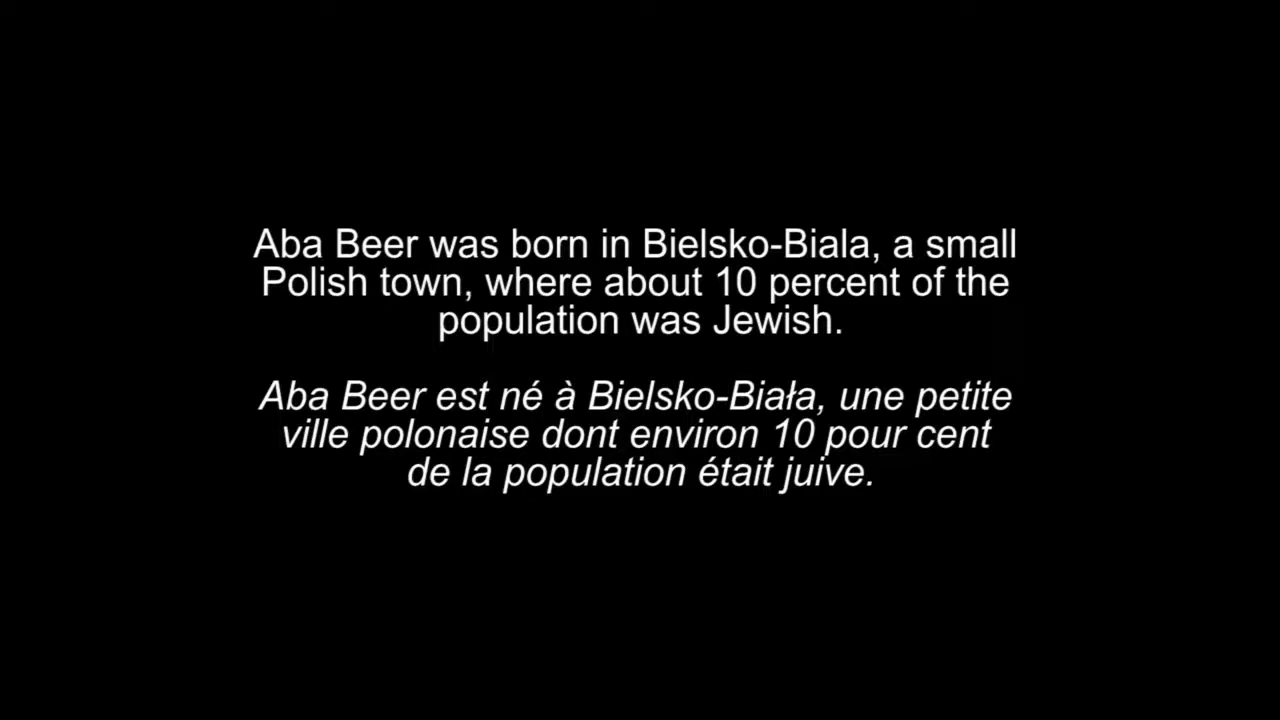 Aba Beer was born in Bielsko-Biala, a small
Polish town, where about 10 percent of the
population was Jewish.
Aba Beer est né à Bielsko-Biała, une petite
ville polonaise dont environ 10 pour cent
de la population était juive.